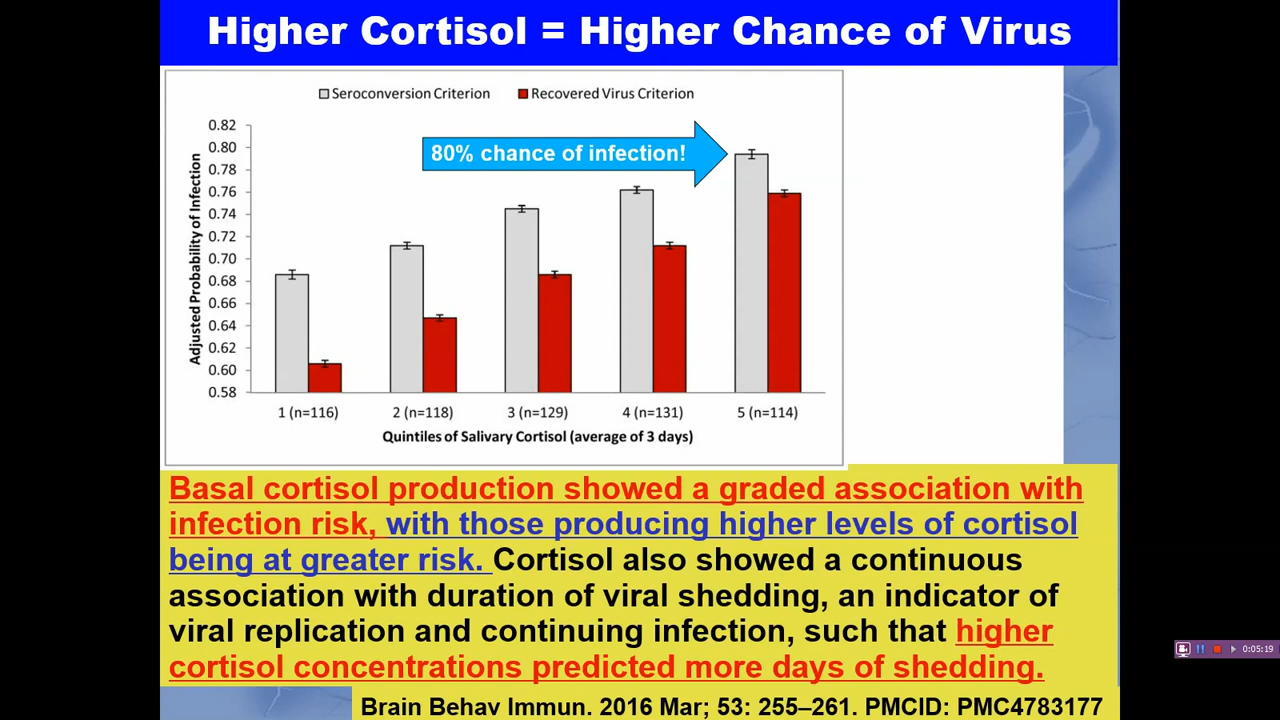 Higher Cortisol = Higher Chance of Virus
Seroconversion Criterion
Recovered Virus Criterion
80% chance of infection!
Adjusted Probability of Infection
0.82
0.80
0.78
0.76
0.74
0.72
0.70
0.68
0.66
0.64
0.62
0.60
0.58
1 (n=116)
2 (n=118)
3 (n=129)
4 (n=131)
5 (n=114)
Quintiles of Salivary Cortisol (average of 3 days)
Basal cortisol production showed a graded association with
infection risk, with those producing higher levels of cortisol
being at greater risk. Cortisol also showed a continuous
association with duration of viral shedding, an indicator of
viral replication and continuing infection, such that higher
cortisol concentrations predicted more days of shedding.
Brain Behav Immun. 2016 Mar; 53: 255–261. PMCID: PMC4783177
0:05:19